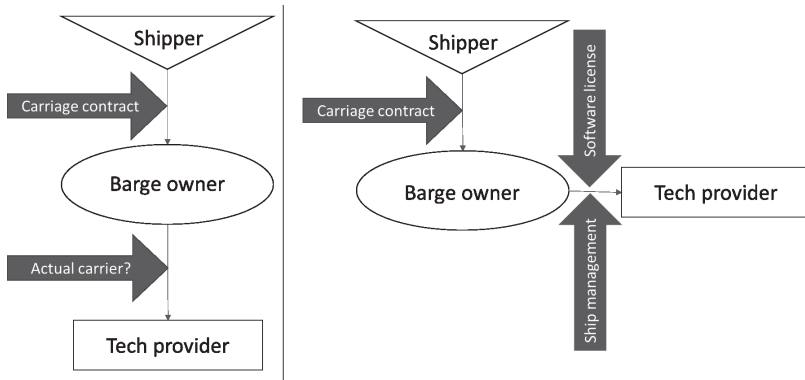 Shipper
Carriage contract
Barge owner
Actual carrier?
Tech provider
Shipper
Carriage contract
Software license
Barge owner
Tech provider
Ship management